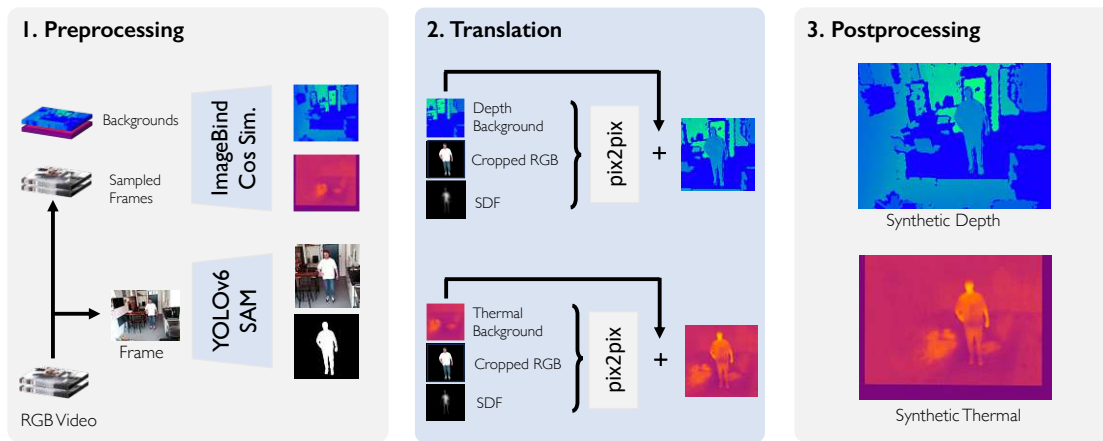 1. Preprocessing
Backgrounds
Sampled
Frames
ImageBind
Cos Sim.
YOLOv6
SAM
Frame
RGB Video
2. Translation
Depth
Background
Cropped RGB
SDF
pix2pix
+
Thermal
Background
Cropped RGB
SDF
pix2pix
+
3. Postprocessing
Synthetic Depth
Synthetic Thermal